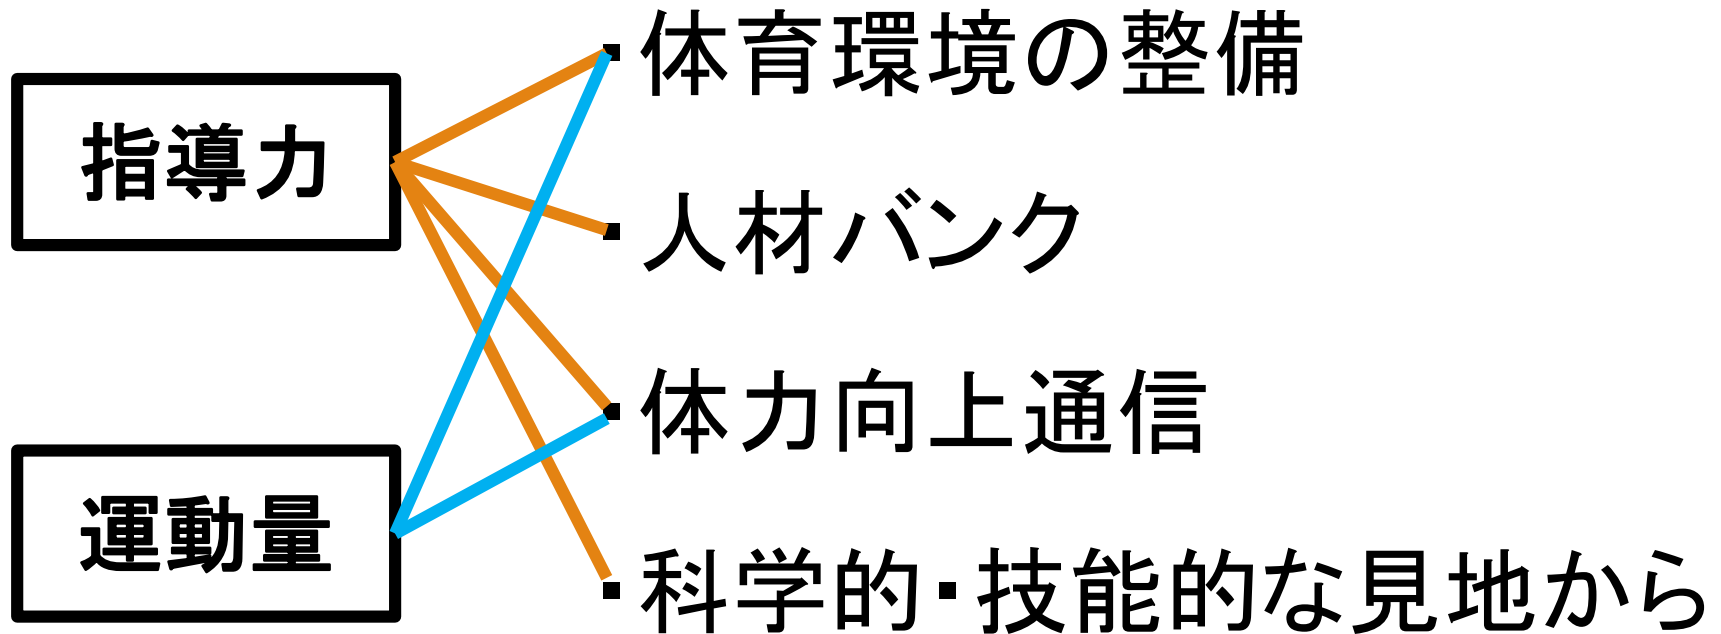 指導力
運動量
▪体育環境の整備
▪人材バンク
▪体力向上通信
▪科学的・技能的な見地から